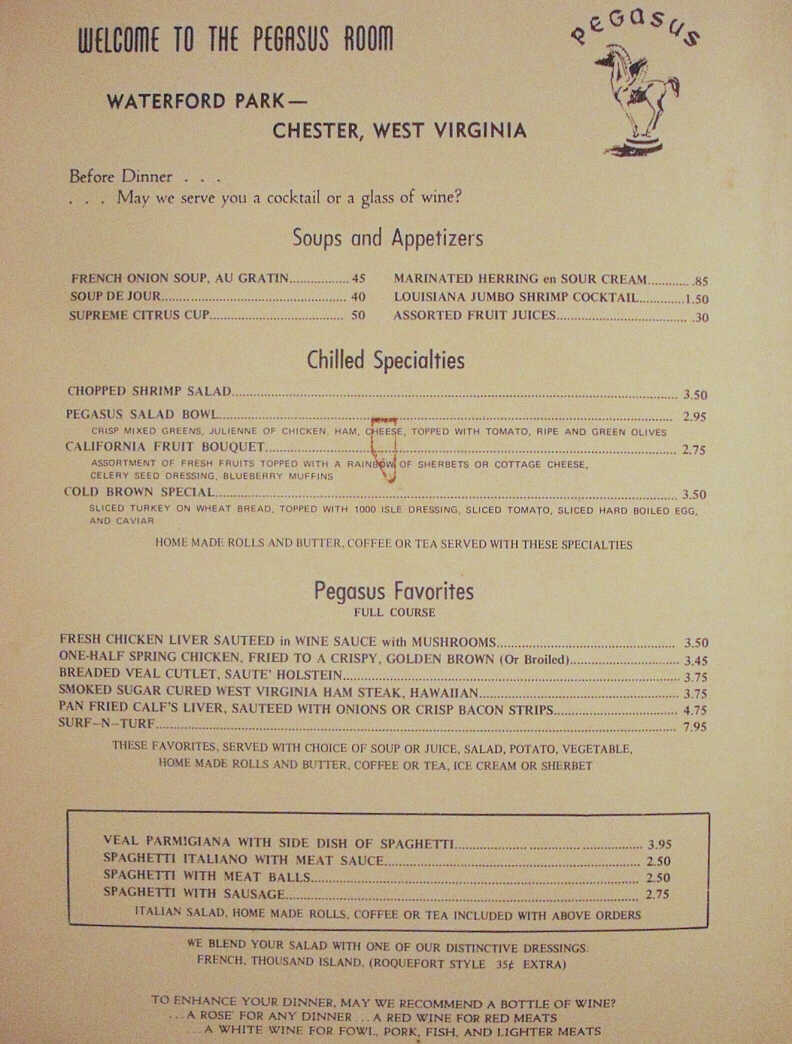 WELCOME TO THE PEGASUS ROOM
PEGASUS
WATERFORD PARK—
CHESTER, WEST VIRGINIA
Before Dinner . . .
. . . May we serve you a cocktail or a glass of wine?
Soups and Appetizers
FRENCH ONION SOUP, AU GRATIN................. 45
MARINATED HERRING en SOUR CREAM............ .85
SOUP DE JOUR................................................ 40
LOUISIANA JUMBO SHRIMP COCKTAIL............1.50
SUPREME CITRUS CUP................................... 50
ASSORTED FRUIT JUICES.................................. .30
Chilled Specialties
CHOPPED SHRIMP SALAD........................................ 3.50
PEGASUS SALAD BOWL........................................ 2.95
CRISP MIXED GREENS, JULIENNE OF CHICKEN, HAM, CHEESE, TOPPED WITH TOMATO, RIPE AND GREEN OLIVES
CALIFORNIA FRUIT BOUQUET........................................ 2.75
ASSORTMENT OF FRESH FRUITS TOPPED WITH A RAINBOW OF SHERBETS OR COTTAGE CHEESE,
CELERY SEED DRESSING, BLUEBERRY MUFFINS
COLD BROWN SPECIAL........................................ 3.50
SLICED TURKEY ON WHEAT BREAD, TOPPED WITH 1000 ISLE DRESSING, SLICED TOMATO, SLICED HARD BOILED EGG,
AND CAVIAR
HOME MADE ROLLS AND BUTTER, COFFEE OR TEA SERVED WITH THESE SPECIALTIES
Pegasus Favorites
FULL COURSE
FRESH CHICKEN LIVER SAUTEED in WINE SAUCE with MUSHROOMS........................................ 3.50
ONE-HALF SPRING CHICKEN, FRIED TO A CRISPY, GOLDEN BROWN (Or Broiled)............................ 3.45
BREADED VEAL CUTLET, SAUTE' HOLSTEIN........................................ 3.75
SMOKED SUGAR CURED WEST VIRGINIA HAM STEAK, HAWAIIAN........................................ 3.75
PAN FRIED CALF'S LIVER, SAUTEED WITH ONIONS OR CRISP BACON STRIPS................................ 4.75
SURF-N-TURF........................................ 7.95
THESE FAVORITES, SERVED WITH CHOICE OF SOUP OR JUICE, SALAD, POTATO, VEGETABLE,
HOME MADE ROLLS AND BUTTER, COFFEE OR TEA, ICE CREAM OR SHERBET
VEAL PARMIGIANA WITH SIDE DISH OF SPAGHETTI........................................ 3.95
SPAGHETTI ITALIANO WITH MEAT SAUCE........................................ 2.50
SPAGHETTI WITH MEAT BALLS........................................ 2.50
SPAGHETTI WITH SAUSAGE........................................ 2.75
ITALIAN SALAD, HOME MADE ROLLS, COFFEE OR TEA INCLUDED WITH ABOVE ORDERS
WE BLEND YOUR SALAD WITH ONE OF OUR DISTINCTIVE DRESSINGS:
FRENCH, THOUSAND ISLAND, (ROQUEFORT STYLE 35¢ EXTRA)
TO ENHANCE YOUR DINNER, MAY WE RECOMMEND A BOTTLE OF WINE?
. . . A ROSE' FOR ANY DINNER . . . A RED WINE FOR RED MEATS
. . . A WHITE WINE FOR FOWL, PORK, FISH, AND LIGHTER MEATS